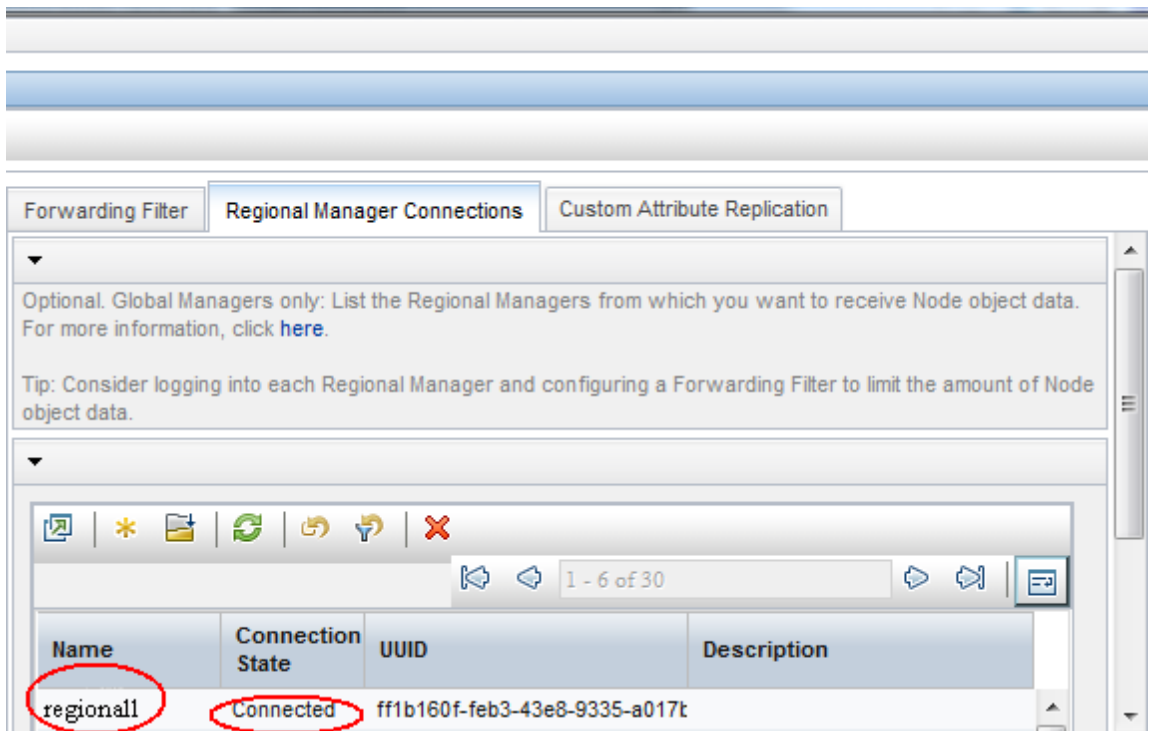 Forwarding Filter
Regional Manager Connections
Custom Attribute Replication
Optional. Global Managers only: List the Regional Managers from which you want to receive Node object data.
For more information, click here.
Tip: Consider logging into each Regional Manager and configuring a Forwarding Filter to limit the amount of Node
object data.
1 - 6 of 30
Name
Connection
State
UUID
Description
regional1
Connected
ff1b160f-feb3-43e8-9335-a017b